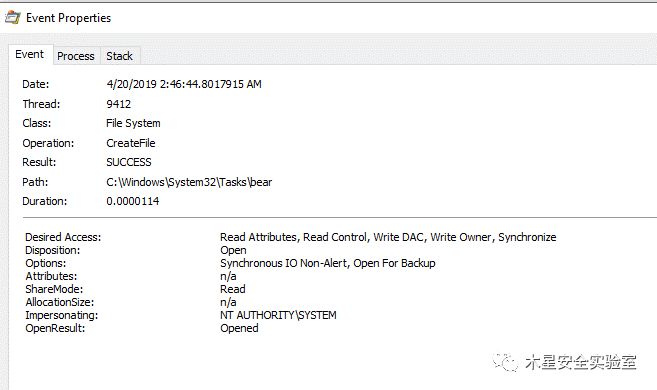 Event Properties
Event Process Stack
Date: 4/20/2019 2:46:44.8017915 AM
Thread: 9412
Class: File System
Operation: CreateFile
Result: SUCCESS
Path: C:\Windows\System32\Tasks\bear
Duration: 0.0000114
Desired Access: Read Attributes, Read Control, Write DAC, Write Owner, Synchronize
Disposition: Open
Options: Synchronous IO Non-Alert, Open For Backup
Attributes: n/a
ShareMode: Read
AllocationSize: n/a
Impersonating: NT AUTHORITY\SYSTEM
OpenResult: Opened
木星安全实验室